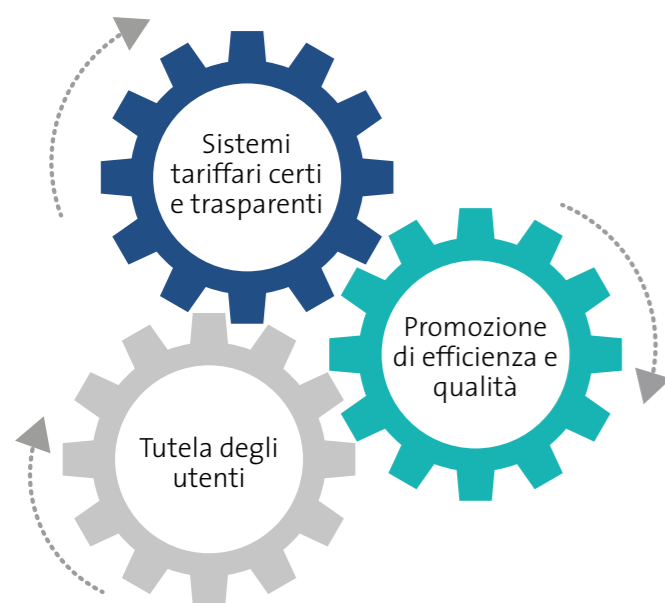 Sistemi
tariffari certi
e trasparenti
Promozione
di efficienza e
qualità
Tutela degli
utenti